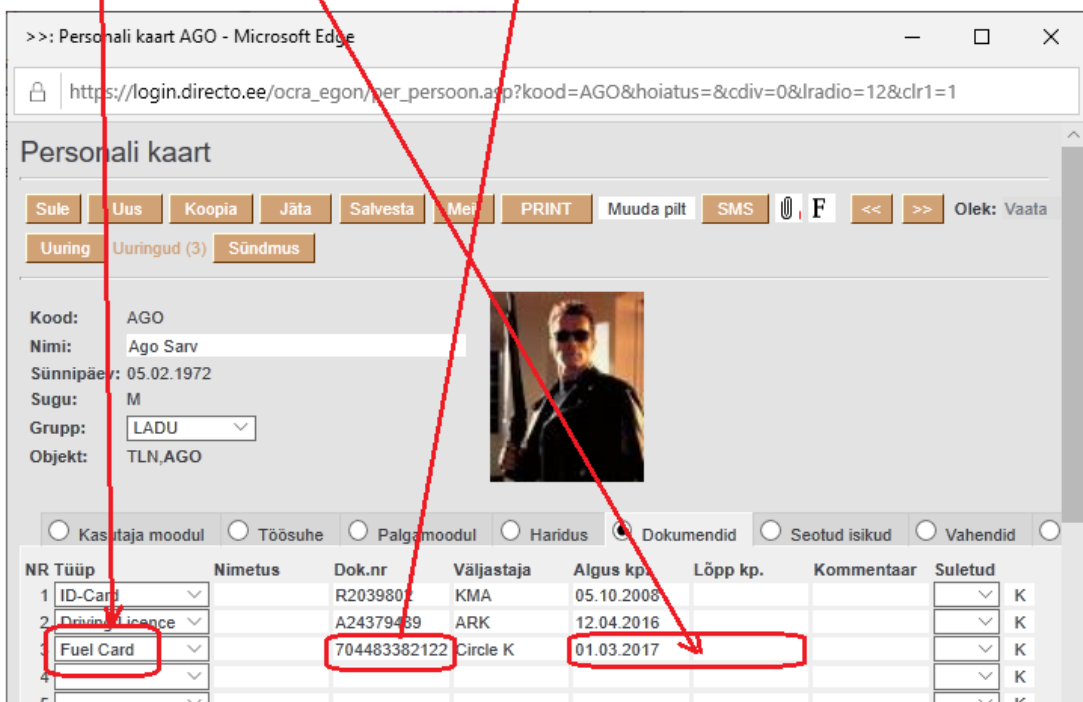 >>: Personali kaart AGO - Microsoft Edge
https://login.directo.ee/ocra_egon/per_persoon.asp?kood=AGO&hoiatus=&cdiv=0&lradio=12&clr1=1
Personali kaart
Sule Uus Koopia Jäta Salvesta Meil PRINT Muuda pilt SMS F << >> Olek: Vaata
Uuring Uuringud (3) Sündmus
Kood: AGO
Nimi: Ago Sarv
Sünnipäev: 05.02.1972
Sugu: M
Grupp: LADU
Objekt: TLN,AGO
Kasutaja moodul Töösuhe Palgamoodul Haridus Dokumendid Seotud isikud Vahendid
NR Tüüp Nimetus Dok.nr Väljastaja Algus kp. Lõpp kp. Kommentaar Suletud
1 ID-Card R2039802 KMA 05.10.2008 K
2 Driving Licence A24379439 ARK 12.04.2016 K
3 Fuel Card 704483382122 Circle K 01.03.2017 K
4 K
5 K